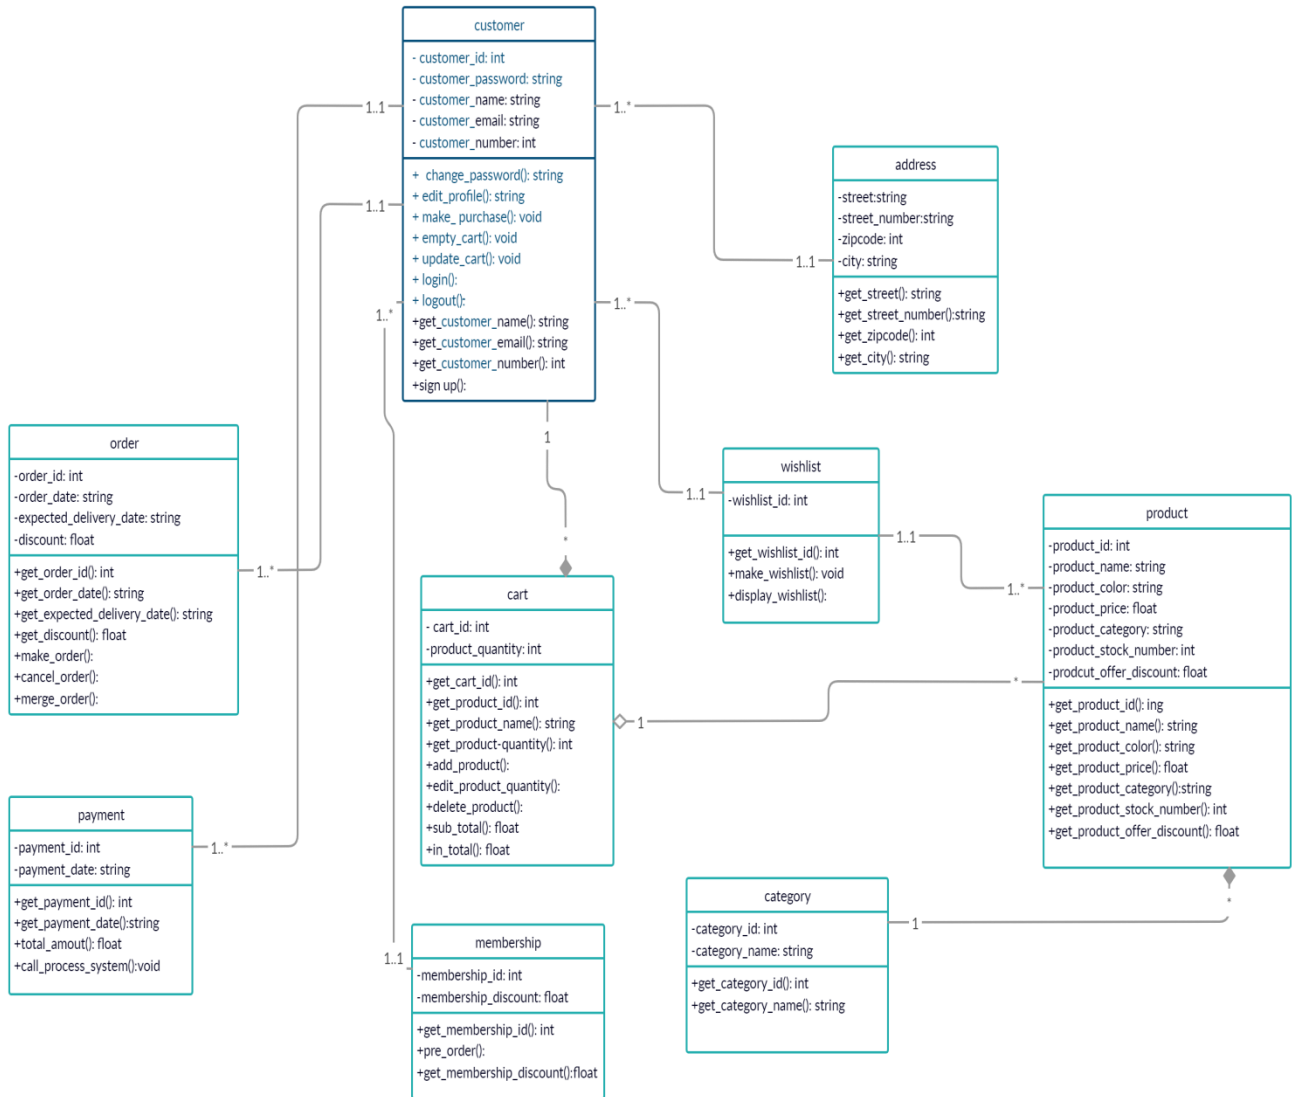 customer
- customer_id: int
- customer_password: string
- customer_name: string
- customer_email: string
- customer_number: int
+ change_password(): string
+ edit_profile(): string
+ make_ purchase(): void
+ empty_cart(): void
+ update_cart(): void
+ login():
+ logout():
+get_customer_name(): string
+get_customer_email(): string
+get_customer_number(): int
+sign up():
1..1
1..1
1..*
1..*
1..*
1
*
1..1
address
-street:string
-street_number:string
-zipcode: int
-city: string
+get_street(): string
+get_street_number():string
+get_zipcode(): int
+get_city(): string
order
-order_id: int
-order_date: string
-expected_delivery_date: string
-discount: float
+get_order_id(): int
+get_order_date(): string
+get_expected_delivery_date(): string
+get_discount(): float
+make_order():
+cancel_order():
+merge_order():
1..*
1..1
wishlist
-wishlist_id: int
+get_wishlist_id(): int
+make_wishlist(): void
+display_wishlist():
1..1
1..*
product
-product_id: int
-product_name: string
-product_color: string
-product_price: float
-product_category: string
-product_stock_number: int
-prodcut_offer_discount: float
+get_product_id(): ing
+get_product_name(): string
+get_product_color(): string
+get_product_price(): float
+get_product_category():string
+get_product_stock_number(): int
+get_product_offer_discount(): float
cart
- cart_id: int
-product_quantity: int
+get_cart_id(): int
+get_product_id(): int
+get_product_name(): string
+get_product-quantity(): int
+add_product():
+edit_product_quantity():
+delete_product():
+sub_total(): float
+in_total(): float
1
*
payment
-payment_id: int
-payment_date: string
+get_payment_id(): int
+get_payment_date():string
+total_amout(): float
+call_process_system():void
1..*
1..1
membership
-membership_id: int
-membership_discount: float
+get_membership_id(): int
+pre_order():
+get_membership_discount():float
category
-category_id: int
-category_name: string
+get_category_id(): int
+get_category_name(): string
1
*